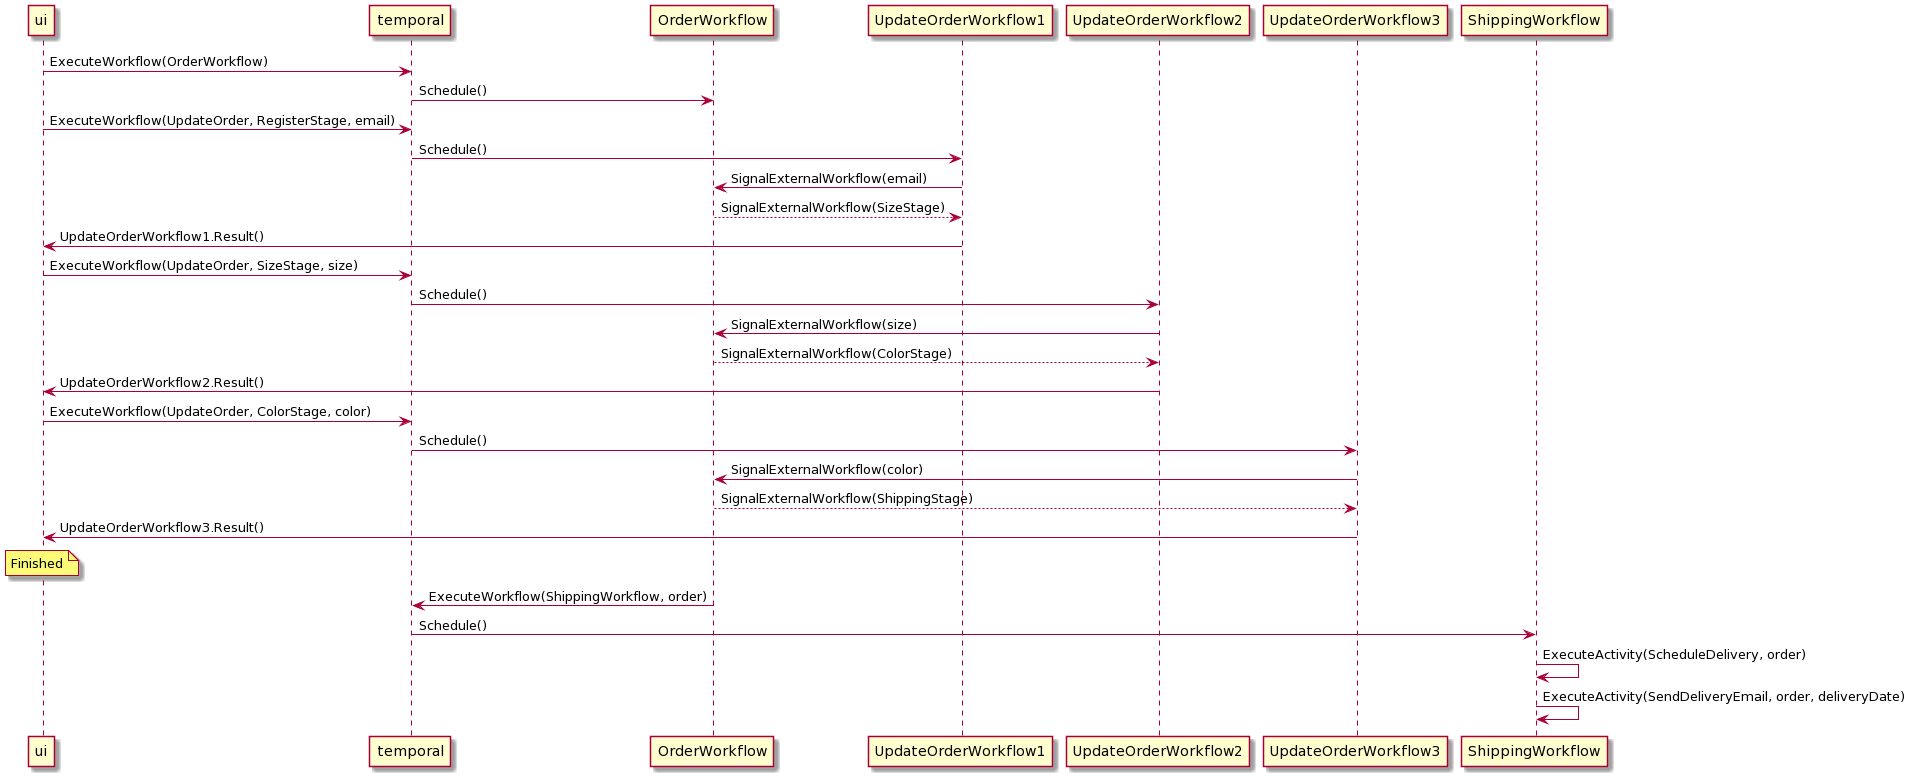 ui
temporal
OrderWorkflow
UpdateOrderWorkflow1
UpdateOrderWorkflow2
UpdateOrderWorkflow3
ShippingWorkflow
ExecuteWorkflow(OrderWorkflow)
Schedule()
ExecuteWorkflow(UpdateOrder, RegisterStage, email)
Schedule()
SignalExternalWorkflow(email)
SignalExternalWorkflow(SizeStage)
UpdateOrderWorkflow1.Result()
ExecuteWorkflow(UpdateOrder, SizeStage, size)
Schedule()
SignalExternalWorkflow(size)
SignalExternalWorkflow(ColorStage)
UpdateOrderWorkflow2.Result()
ExecuteWorkflow(UpdateOrder, ColorStage, color)
Schedule()
SignalExternalWorkflow(color)
SignalExternalWorkflow(ShippingStage)
UpdateOrderWorkflow3.Result()
Finished
ExecuteWorkflow(ShippingWorkflow, order)
Schedule()
ExecuteActivity(ScheduleDelivery, order)
ExecuteActivity(SendDeliveryEmail, order, deliveryDate)
ui
temporal
OrderWorkflow
UpdateOrderWorkflow1
UpdateOrderWorkflow2
UpdateOrderWorkflow3
ShippingWorkflow